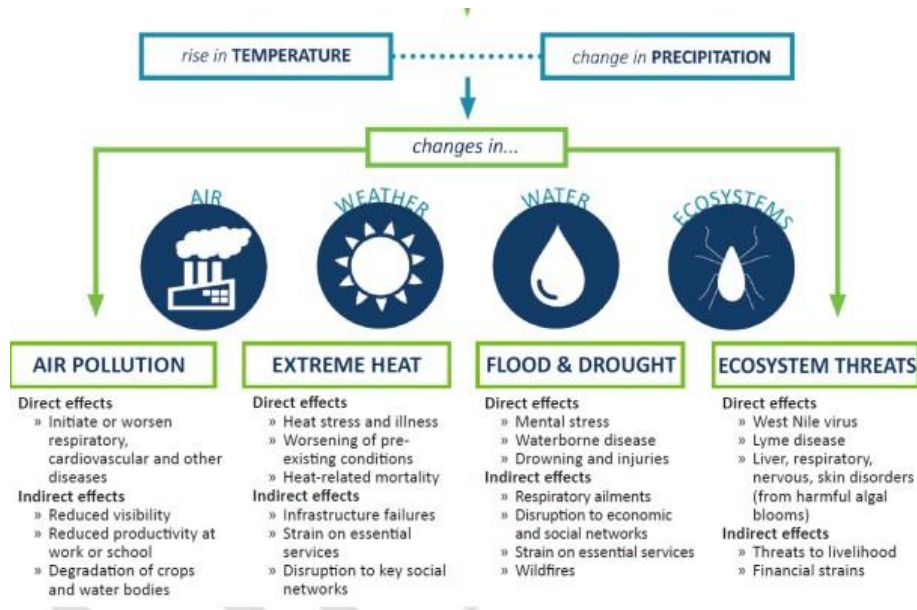 rise in TEMPERATURE
change in PRECIPITATION
changes in...
AIR
WEATHER
WATER
ECOSYSTEMS
AIR POLLUTION
Direct effects
» Initiate or worsen
respiratory,
cardiovascular and other
diseases
Indirect effects
» Reduced visibility
» Reduced productivity at
work or school
» Degradation of crops
and water bodies
EXTREME HEAT
Direct effects
» Heat stress and illness
» Worsening of pre-
existing conditions
» Heat-related mortality
Indirect effects
» Infrastructure failures
» Strain on essential
services
» Disruption to key social
networks
FLOOD & DROUGHT
Direct effects
» Mental stress
» Waterborne disease
» Drowning and injuries
Indirect effects
» Respiratory ailments
» Disruption to economic
and social networks
» Strain on essential services
» Wildfires
ECOSYSTEM THREATS
Direct effects
» West Nile virus
» Lyme disease
» Liver, respiratory,
nervous, skin disorders
(from harmful algal
blooms)
Indirect effects
» Threats to livelihood
» Financial strains